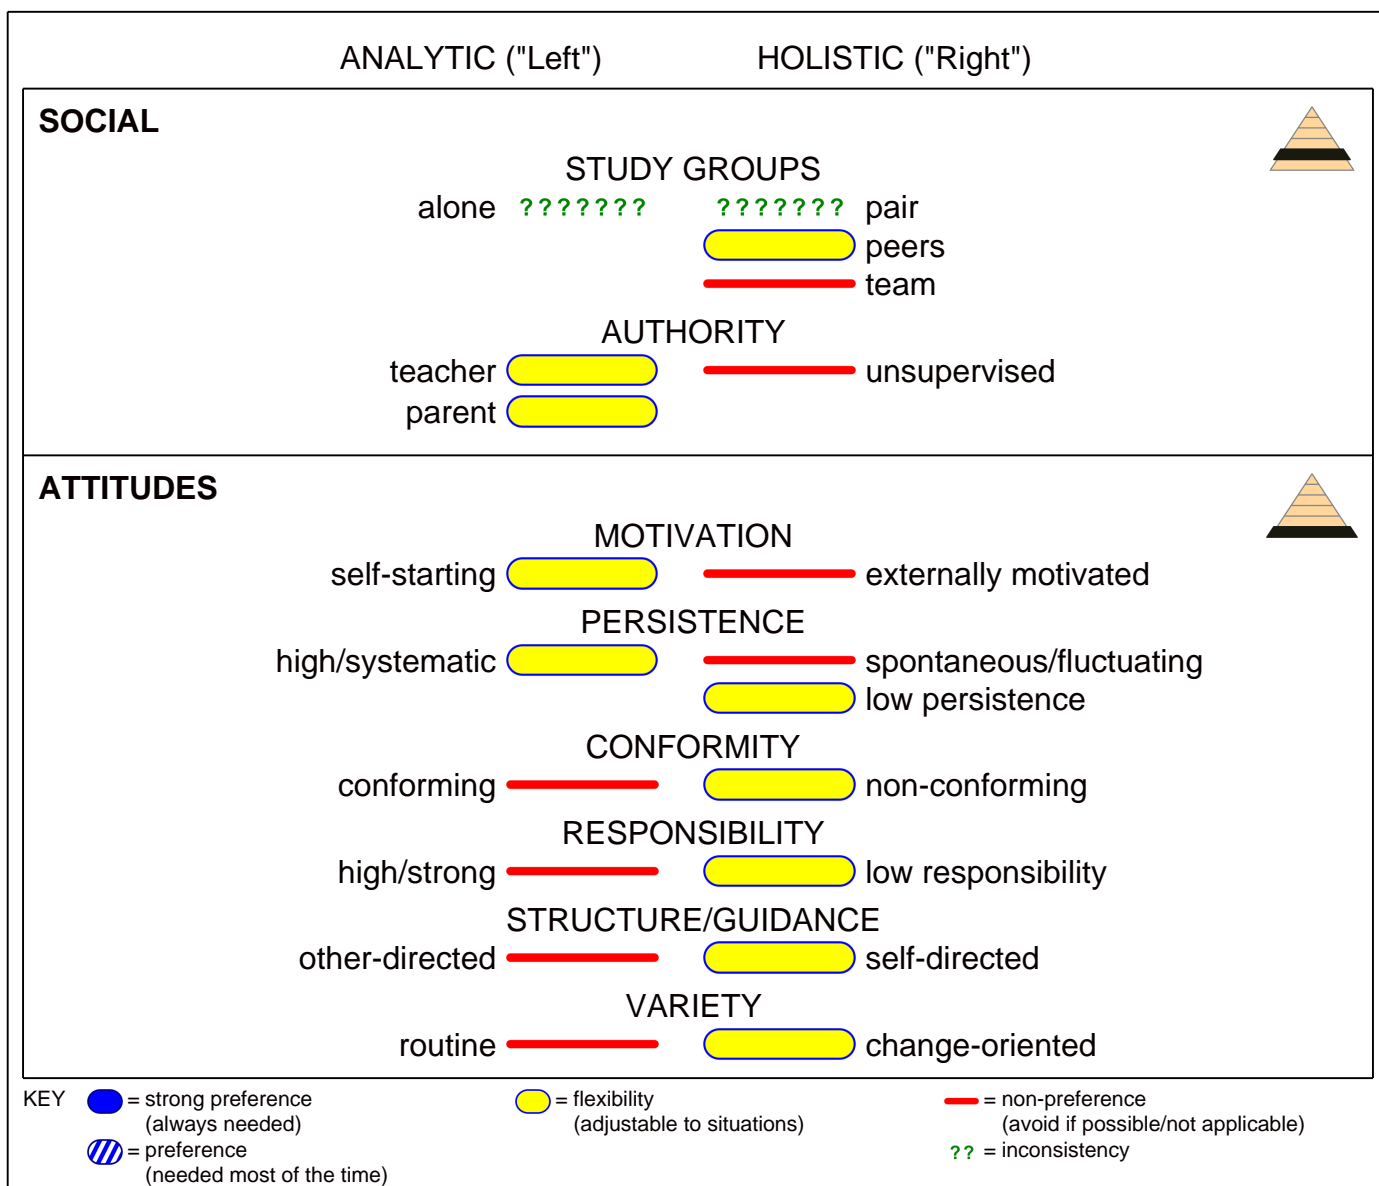 ANALYTIC ("Left") HOLISTIC ("Right")
SOCIAL
STUDY GROUPS
alone ??????? ??????? pair
peers
team
AUTHORITY
teacher unsupervised
parent
ATTITUDES
MOTIVATION
self-starting externally motivated
PERSISTENCE
high/systematic spontaneous/fluctuating
low persistence
CONFORMITY
conforming non-conforming
RESPONSIBILITY
high/strong low responsibility
STRUCTURE/GUIDANCE
other-directed self-directed
VARIETY
routine change-oriented
KEY = strong preference = flexibility = non-preference
(always needed) (adjustable to situations) (avoid if possible/not applicable)
= preference ?? = inconsistency
(needed most of the time)